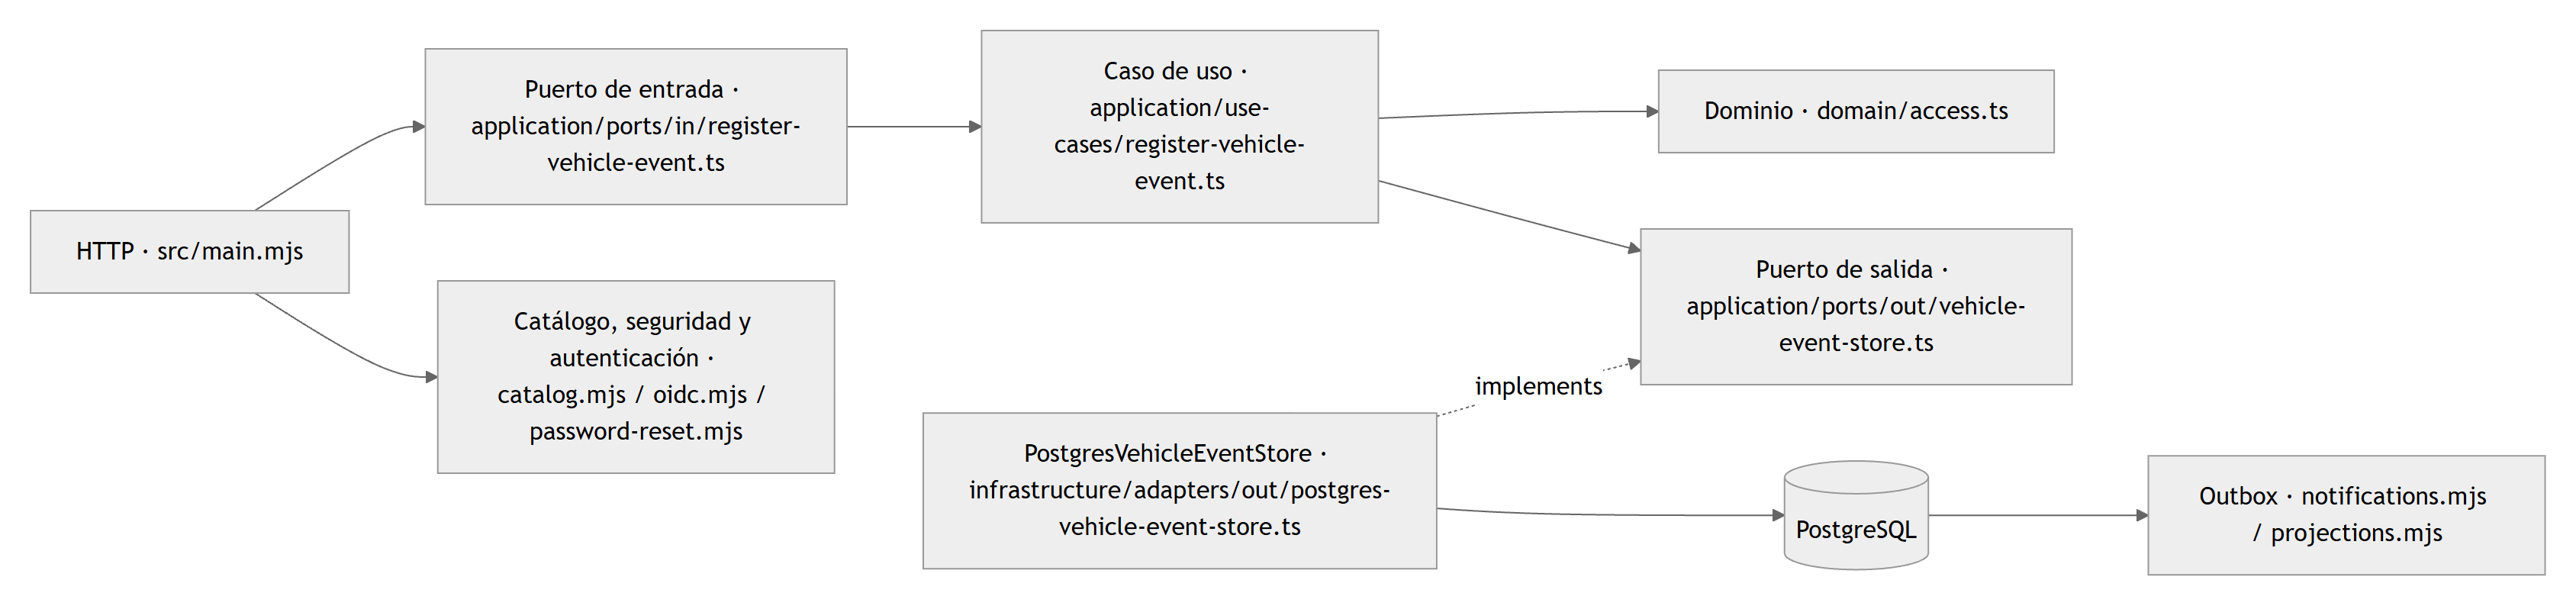 HTTP · src/main.mjs
Puerto de entrada ·
application/ports/in/register-
vehicle-event.ts
Catálogo, seguridad y
autenticación ·
catalog.mjs / oidc.mjs /
password-reset.mjs
Caso de uso ·
application/use-
cases/register-vehicle-
event.ts
Dominio · domain/access.ts
Puerto de salida ·
application/ports/out/vehicle-
event-store.ts
implements
PostgresVehicleEventStore ·
infrastructure/adapters/out/postgres-
vehicle-event-store.ts
PostgreSQL
Outbox · notifications.mjs
/ projections.mjs